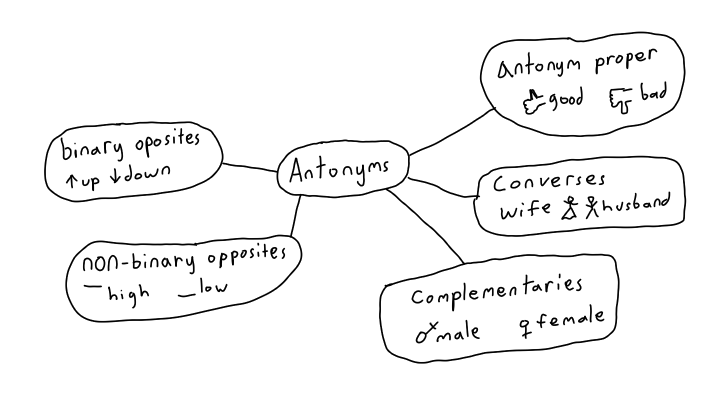 Antonyms
binary oposites
up down
non-binary opposites
high low
Antonym proper
good bad
Converses
wife husband
Complementaries
male female